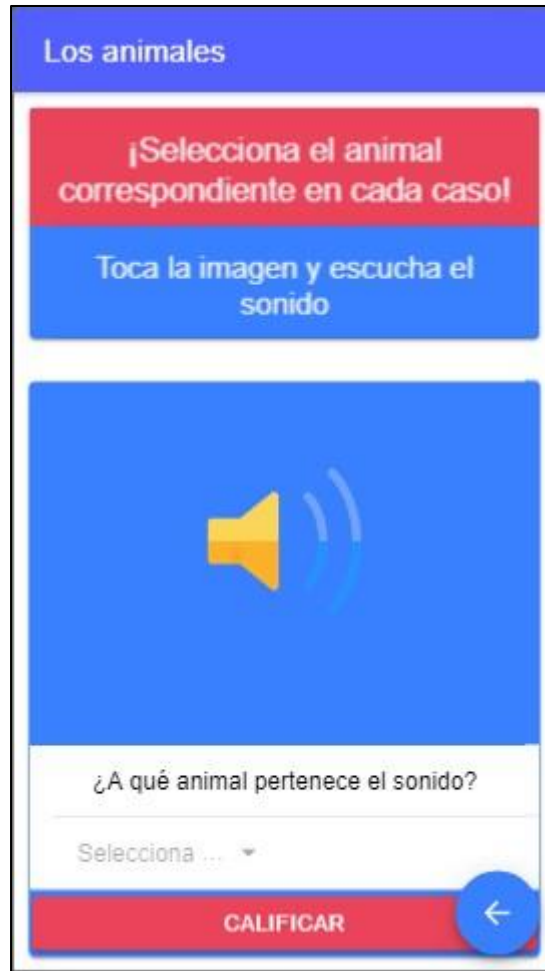 Los animales
¡Selecciona el animal
correspondiente en cada caso!
Toca la imagen y escucha el
sonido
¿A qué animal pertenece el sonido?
Selecciona ...
CALIFICAR